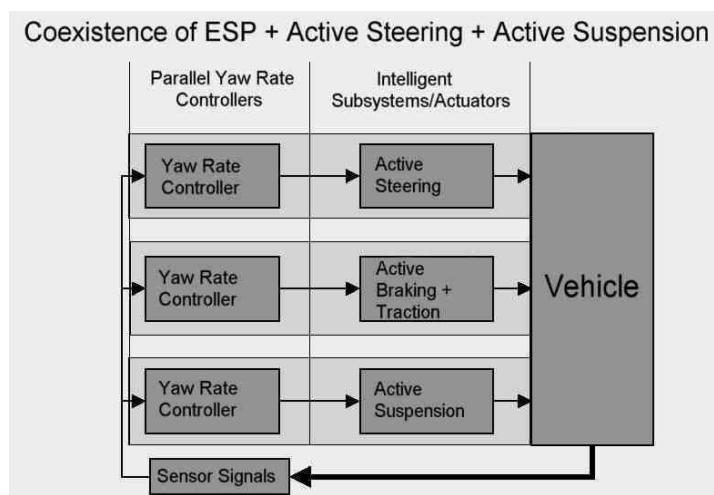 Coexistence of ESP + Active Steering + Active Suspension
Parallel Yaw Rate
Controllers
Intelligent
Subsystems/Actuators
Yaw Rate
Controller
Active
Steering
Yaw Rate
Controller
Active
Braking +
Traction
Vehicle
Yaw Rate
Controller
Active
Suspension
Sensor Signals